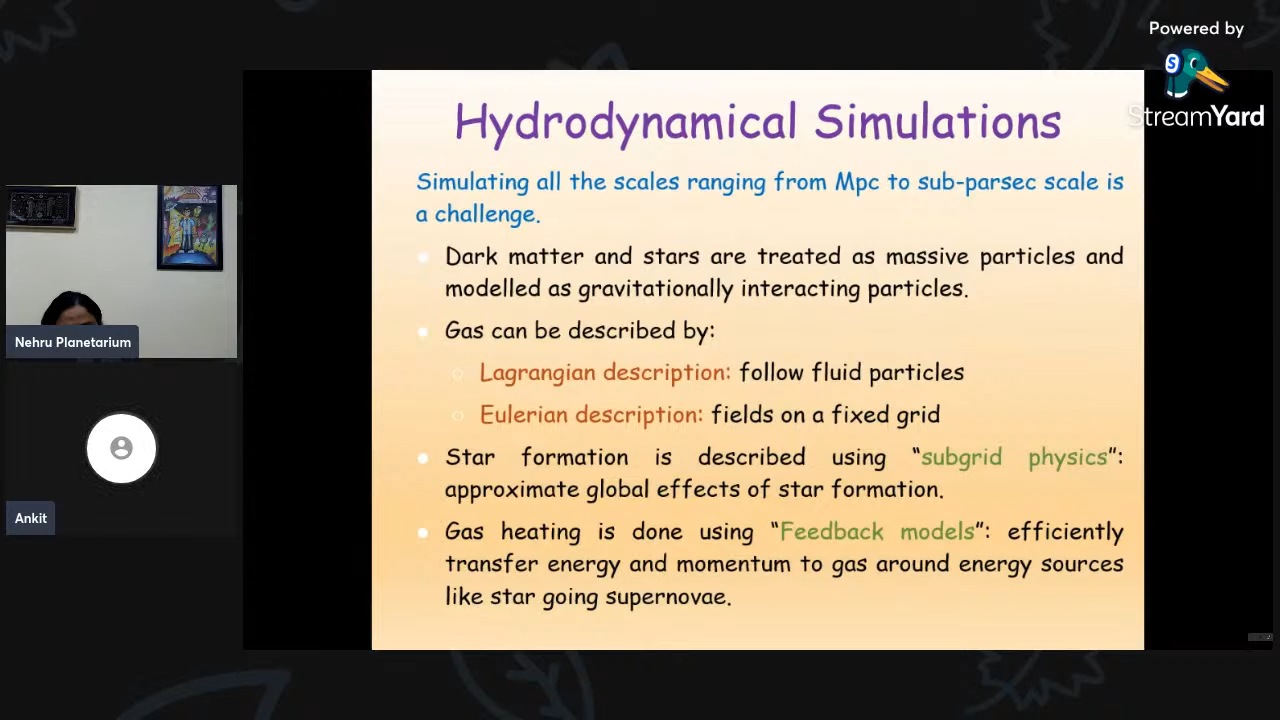 Powered by
StreamYard
Hydrodynamical Simulations
Simulating all the scales ranging from Mpc to sub-parsec scale is
a challenge.
Dark matter and stars are treated as massive particles and
modelled as gravitationally interacting particles.
Gas can be described by:
Lagrangian description: follow fluid particles
Eulerian description: fields on a fixed grid
Star formation is described using “subgrid physics”:
approximate global effects of star formation.
Gas heating is done using “Feedback models”: efficiently
transfer energy and momentum to gas around energy sources
like star going supernovae.
Nehru Planetarium
Ankit